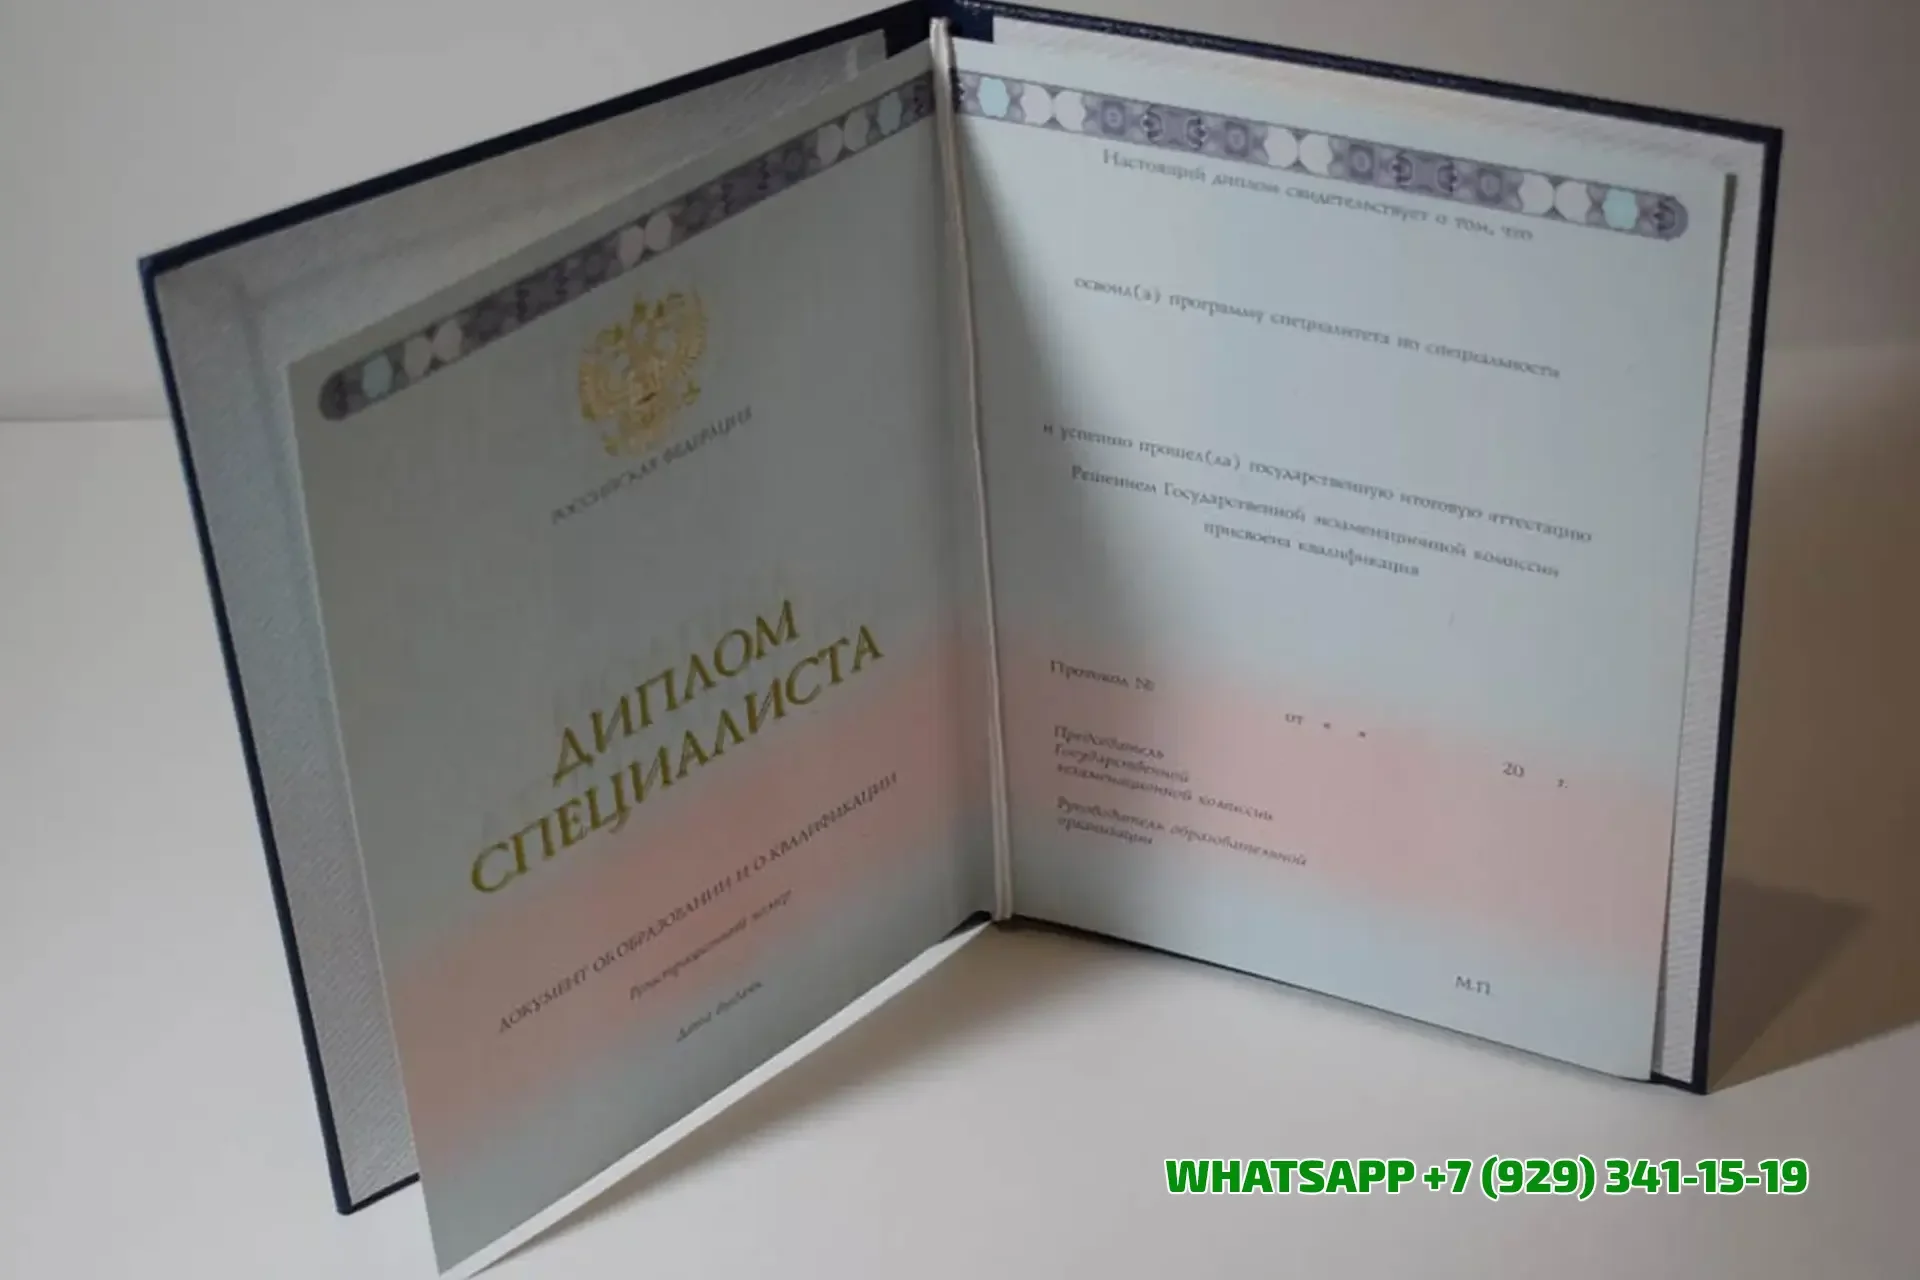 РОССИЙСКАЯ ФЕДЕРАЦИЯ
ДИПЛОМ
СПЕЦИАЛИСТА
ДОКУМЕНТ ОБ ОБРАЗОВАНИИ И О КВАЛИФИКАЦИИ
Регистрационный номер
Дата выдачи
Настоящий диплом свидетельствует о том, что
освоил(а) программу специалитета по специальности
и успешно прошел(ла) государственную итоговую аттестацию
Решением Государственной экзаменационной комиссии
присвоена квалификация
Протокол №
от « »
20 г.
Председатель
Государственной
экзаменационной комиссии
Руководитель образовательной
организации
М.П.
WHATSAPP +7 (929) 341-15-19